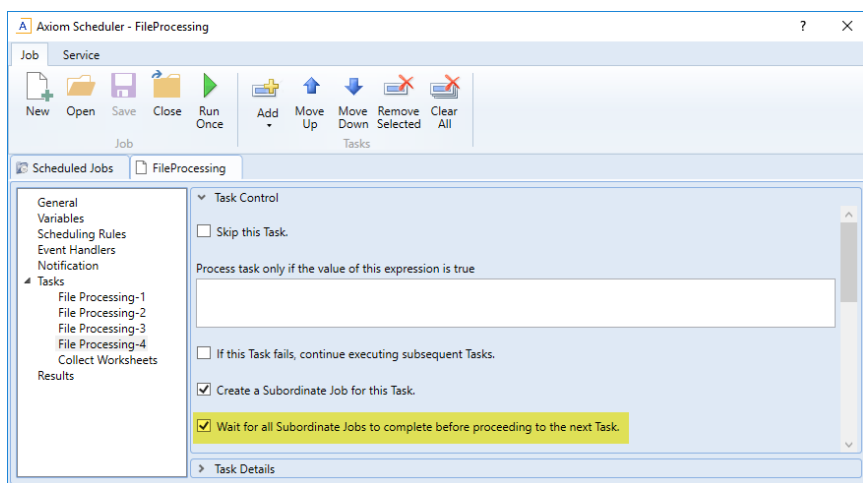 A Axiom Scheduler - FileProcessing
?
Job Service
New Open Save Close Run Once Add Move Up Move Down Remove Selected Clear All
Job Tasks
Scheduled Jobs FileProcessing
General
Variables
Scheduling Rules
Event Handlers
Notification
Tasks
File Processing-1
File Processing-2
File Processing-3
File Processing-4
Collect Worksheets
Results
Task Control
Skip this Task.
Process task only if the value of this expression is true
If this Task fails, continue executing subsequent Tasks.
Create a Subordinate Job for this Task.
Wait for all Subordinate Jobs to complete before proceeding to the next Task.
Task Details